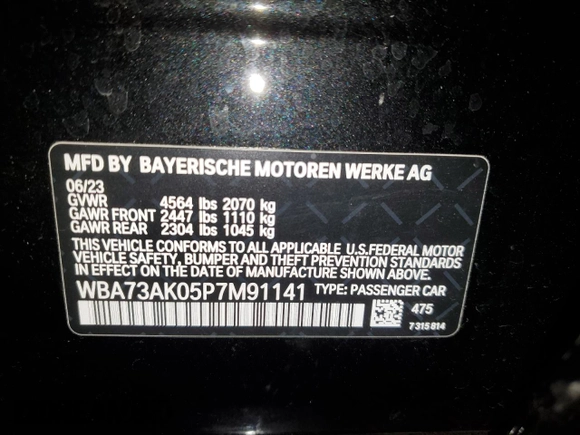 MFD BY BAYERISCHE MOTOREN WERKE AG
06/23
GVWR 4564 lbs 2070 kg
GAWR FRONT 2447 lbs 1110 kg
GAWR REAR 2304 lbs 1045 kg
THIS VEHICLE CONFORMS TO ALL APPLICABLE U.S.FEDERAL MOTOR
VEHICLE SAFETY, BUMPER AND THEFT PREVENTION STANDARDS
IN EFFECT ON THE DATE OF MANUFACTURE SHOWN ABOVE.
WBA73AK05P7M91141 TYPE: PASSENGER CAR
475
7315814